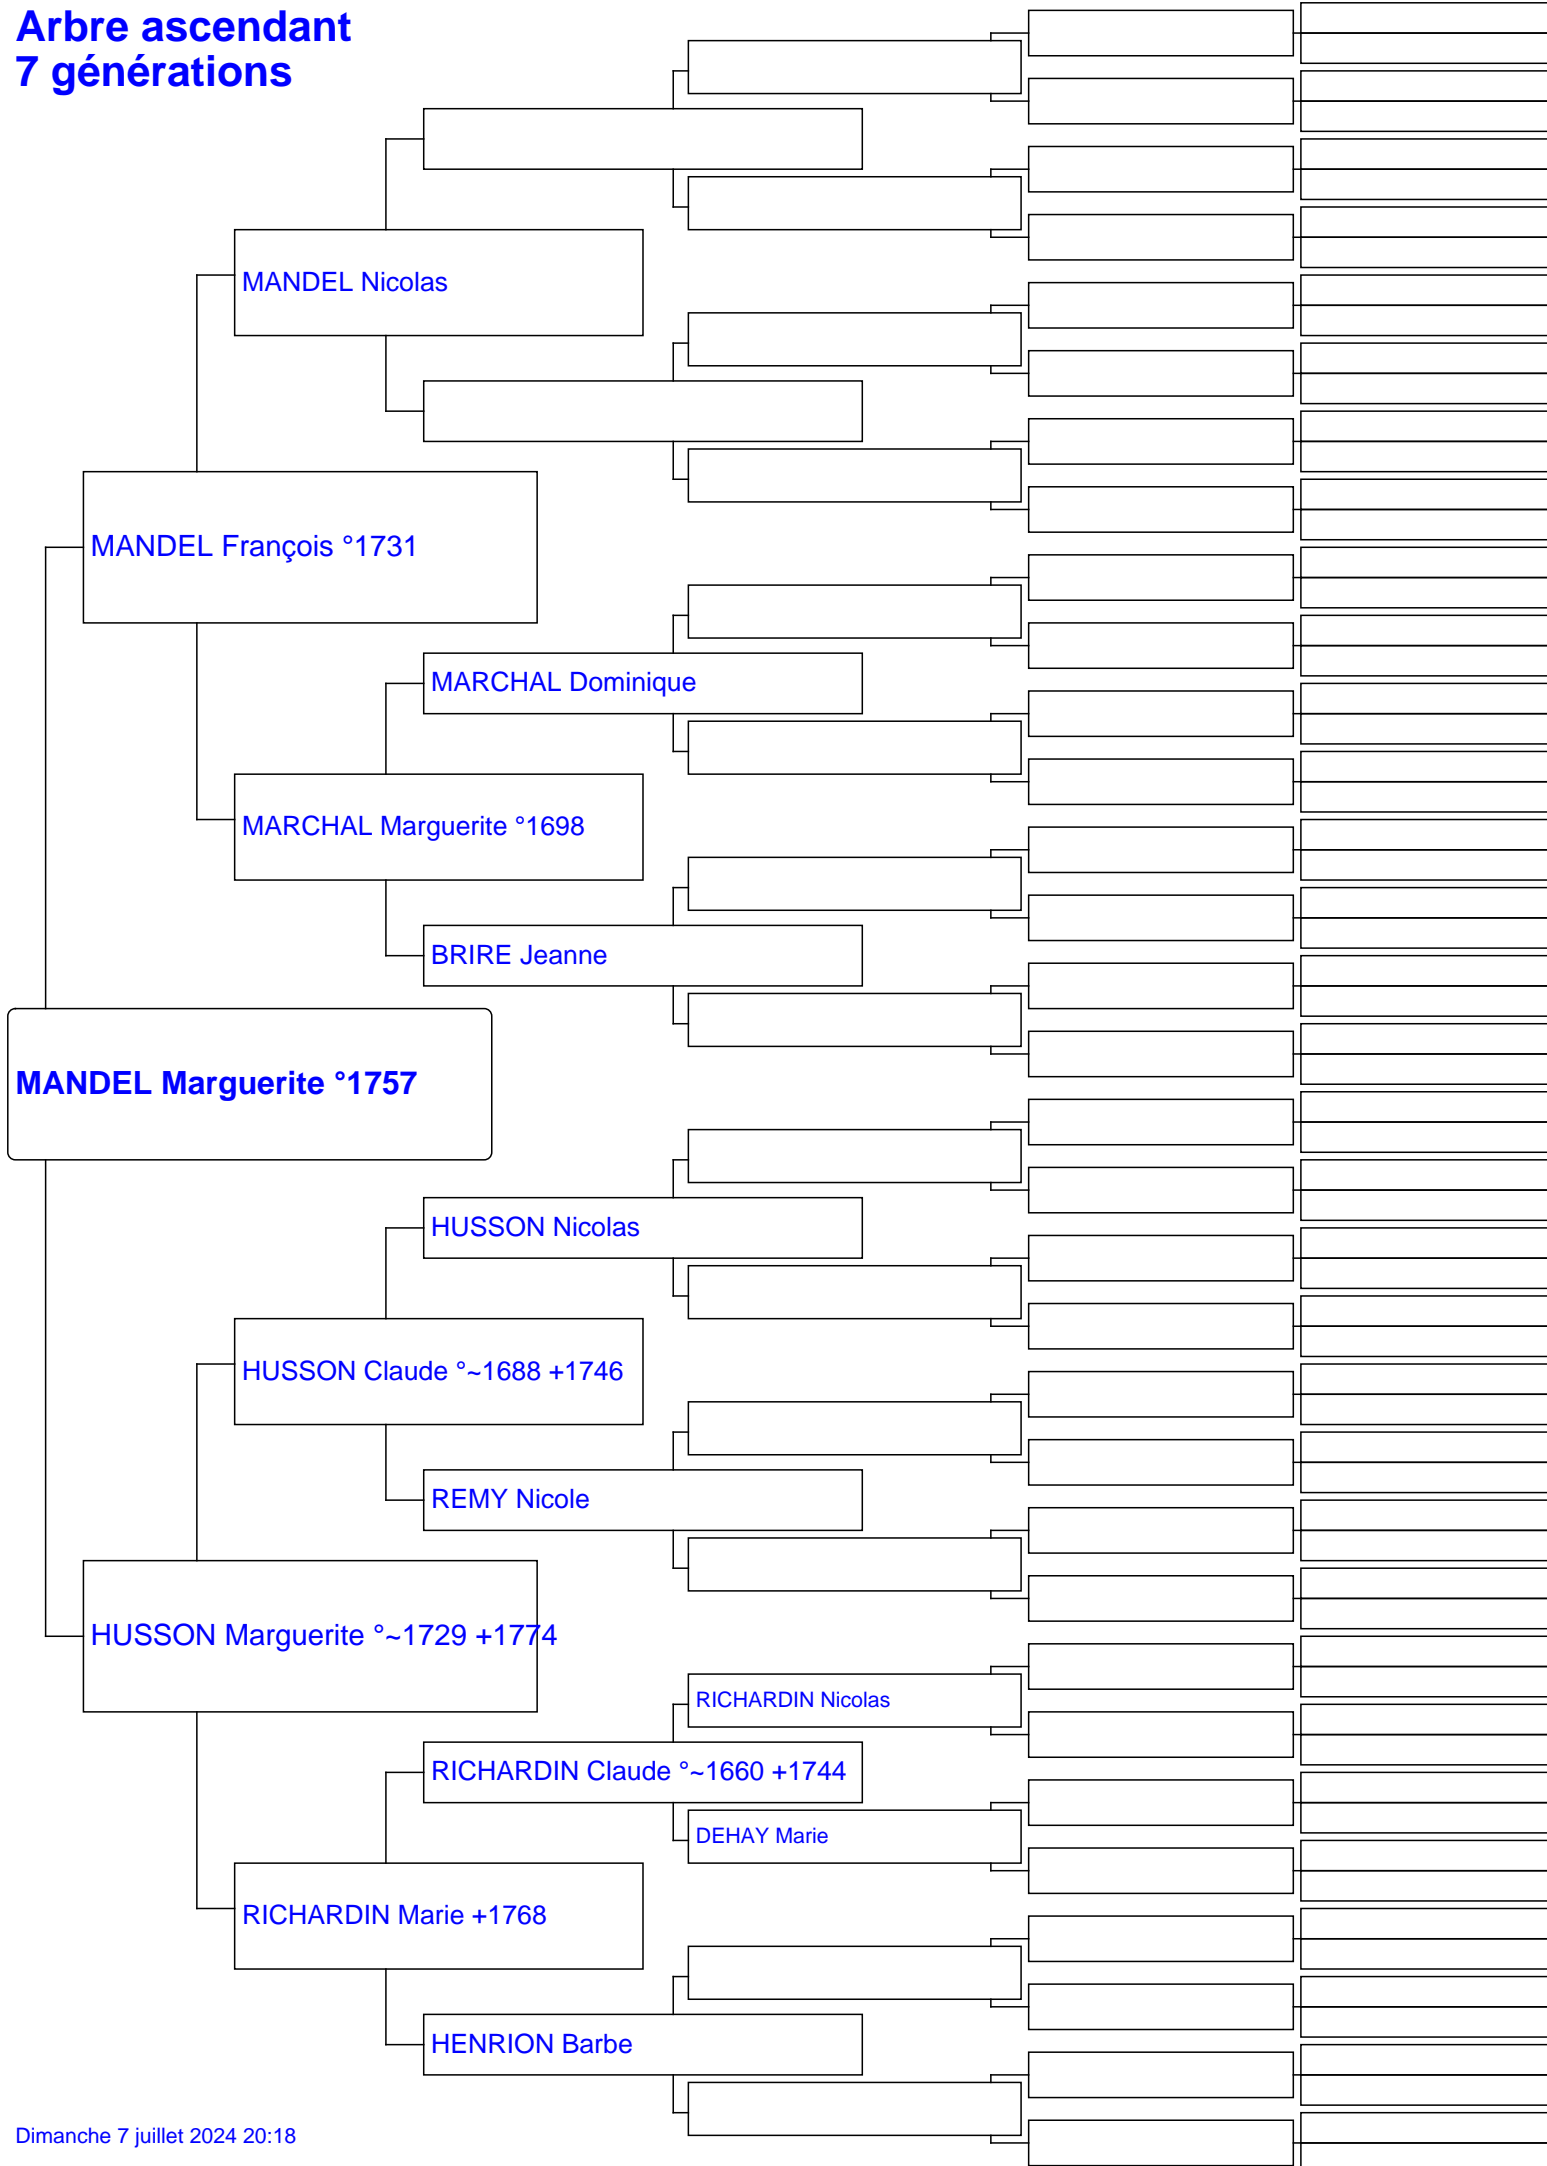 Arbre ascendant
7 générations
MANDEL Nicolas
MANDEL François °1731
MARCHAL Dominique
MARCHAL Marguerite °1698
BRIRE Jeanne
MANDEL Marguerite °1757
HUSSON Nicolas
HUSSON Claude °~1688 +1746
REMY Nicole
HUSSON Marguerite °~1729 +1774
RICHARDIN Nicolas
RICHARDIN Claude °~1660 +1744
DEHAY Marie
RICHARDIN Marie +1768
HENRION Barbe
Dimanche 7 juillet 2024 20:18